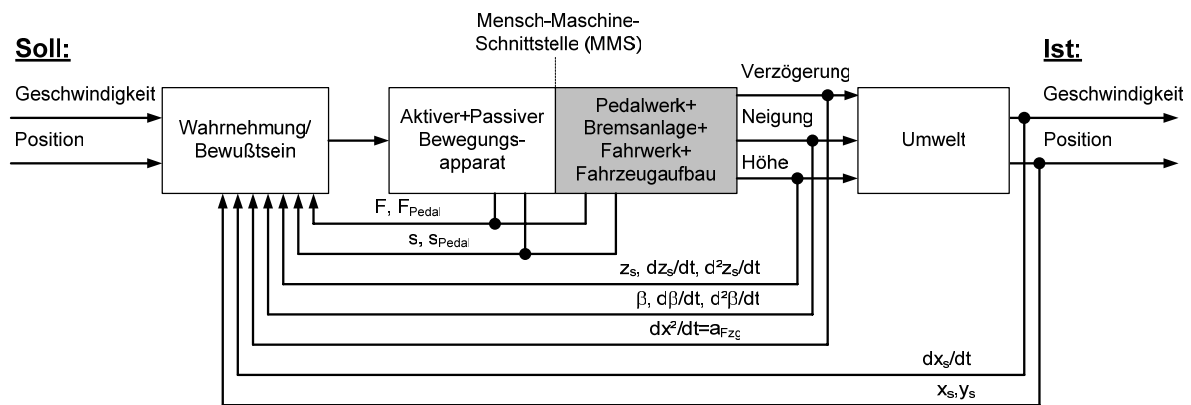 Mensch-Maschine-
Schnittstelle (MMS)
Soll:
Geschwindigkeit
Position
Wahrnehmung/
Bewußtsein
Aktiver+Passiver
Bewegungs-
apparat
Pedalwerk+
Bremsanlage+
Fahrwerk+
Fahrzeugaufbau
Verzögerung
Neigung
Höhe
Umwelt
Ist:
Geschwindigkeit
Position
F, F_Pedal
s, s_Pedal
z_s, dz_s/dt, d²z_s/dt
β, dβ/dt, d²β/dt
dx²/dt=a_Fzg
dx_s/dt
x_s,y_s